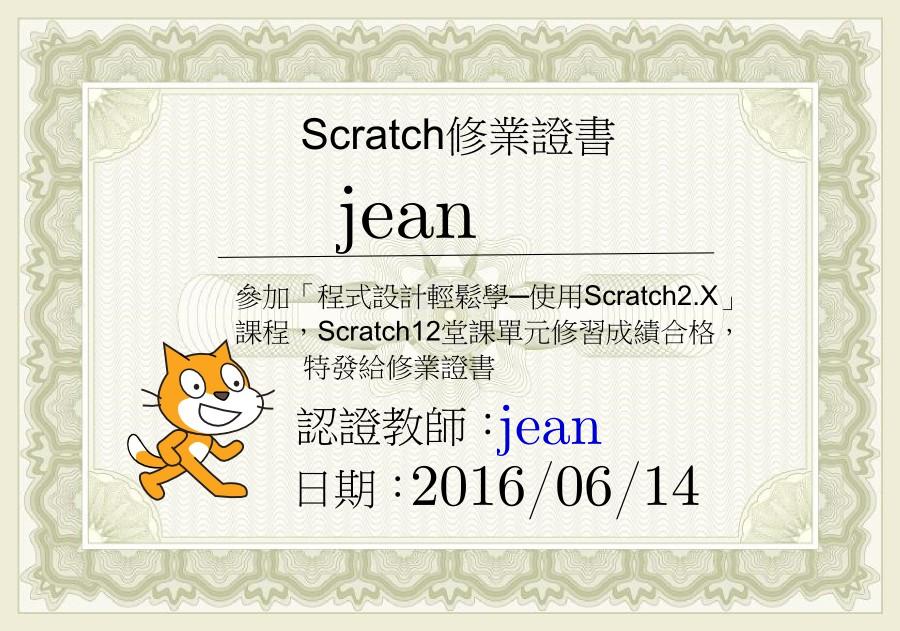 Scratch修業證書
jean
參加「程式設計輕鬆學─使用Scratch2.X」
課程，Scratch12堂課單元修習成績合格，
特發給修業證書
認證教師：jean
日期：2016/06/14